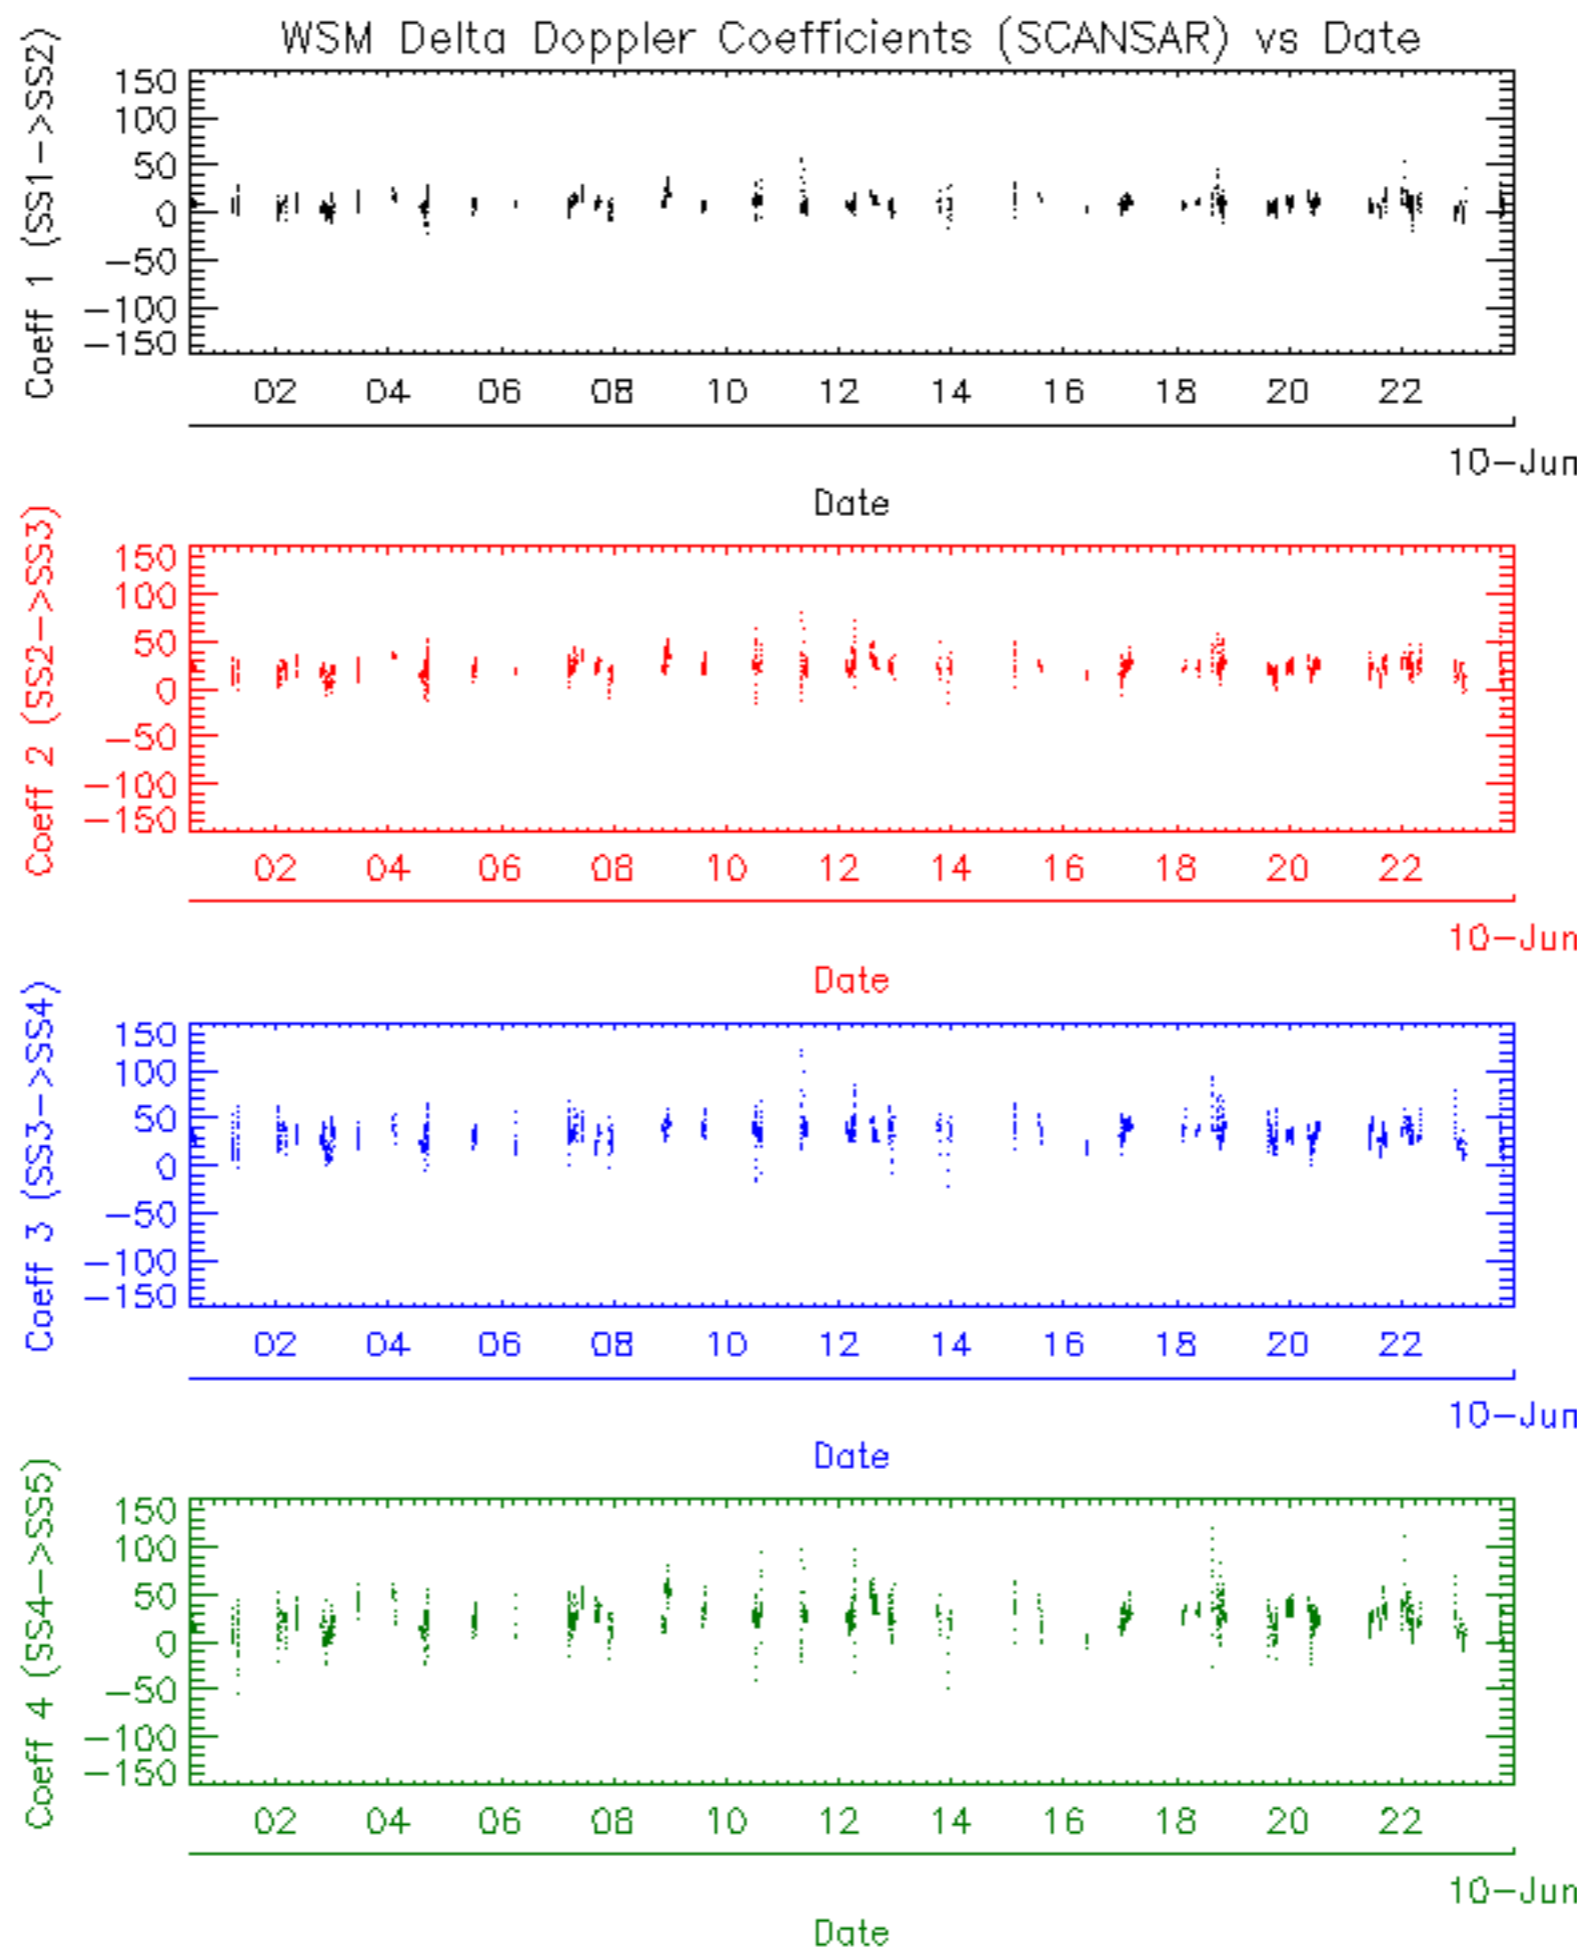 WSM Delta Doppler Coefficients (SCANSAR) vs Date
Coeff 1 (SS1->SS2)
150
100
50
0
-50
-100
-150
02 04 06 08 10 12 14 16 18 20 22
10-Jun
Date
Coeff 2 (SS2->SS3)
150
100
50
0
-50
-100
-150
02 04 06 08 10 12 14 16 18 20 22
10-Jun
Date
Coeff 3 (SS3->SS4)
150
100
50
0
-50
-100
-150
02 04 06 08 10 12 14 16 18 20 22
10-Jun
Date
Coeff 4 (SS4->SS5)
150
100
50
0
-50
-100
-150
02 04 06 08 10 12 14 16 18 20 22
10-Jun
Date